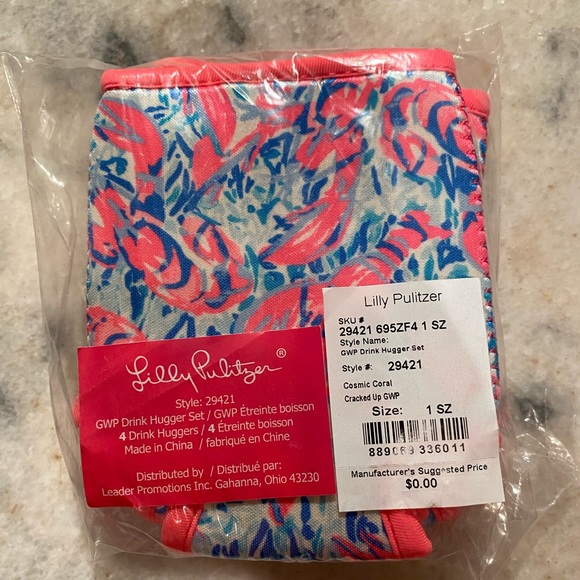 Lilly Pulitzer®
Style: 29421
GWP Drink Hugger Set / GWP Étreinte boisson
4 Drink Huggers / 4 Étreinte boisson
Made in China / fabriqué en Chine
Distributed by / Distribué par:
Leader Promotions Inc. Gahanna, Ohio 43230
Lilly Pulitzer
SKU #
29421 695ZF4 1 SZ
Style Name:
GWP Drink Hugger Set
Style #: 29421
Cosmic Coral
Cracked Up GWP
Size: 1 SZ
889069 336011
Manufacturer's Suggested Price
$0.00